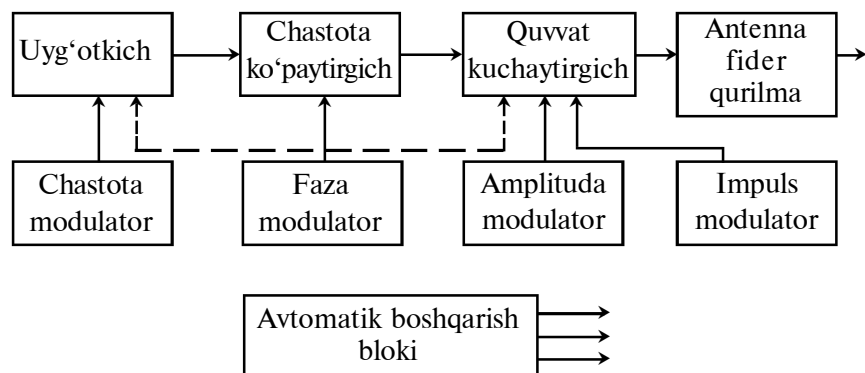 Uyg‘otkich
Chastota
ko‘paytirgich
Quvvat
kuchaytirgich
Antenna
fider
qurilma
Chastota
modulator
Faza
modulator
Amplituda
modulator
Impuls
modulator
Avtomatik boshqarish
bloki